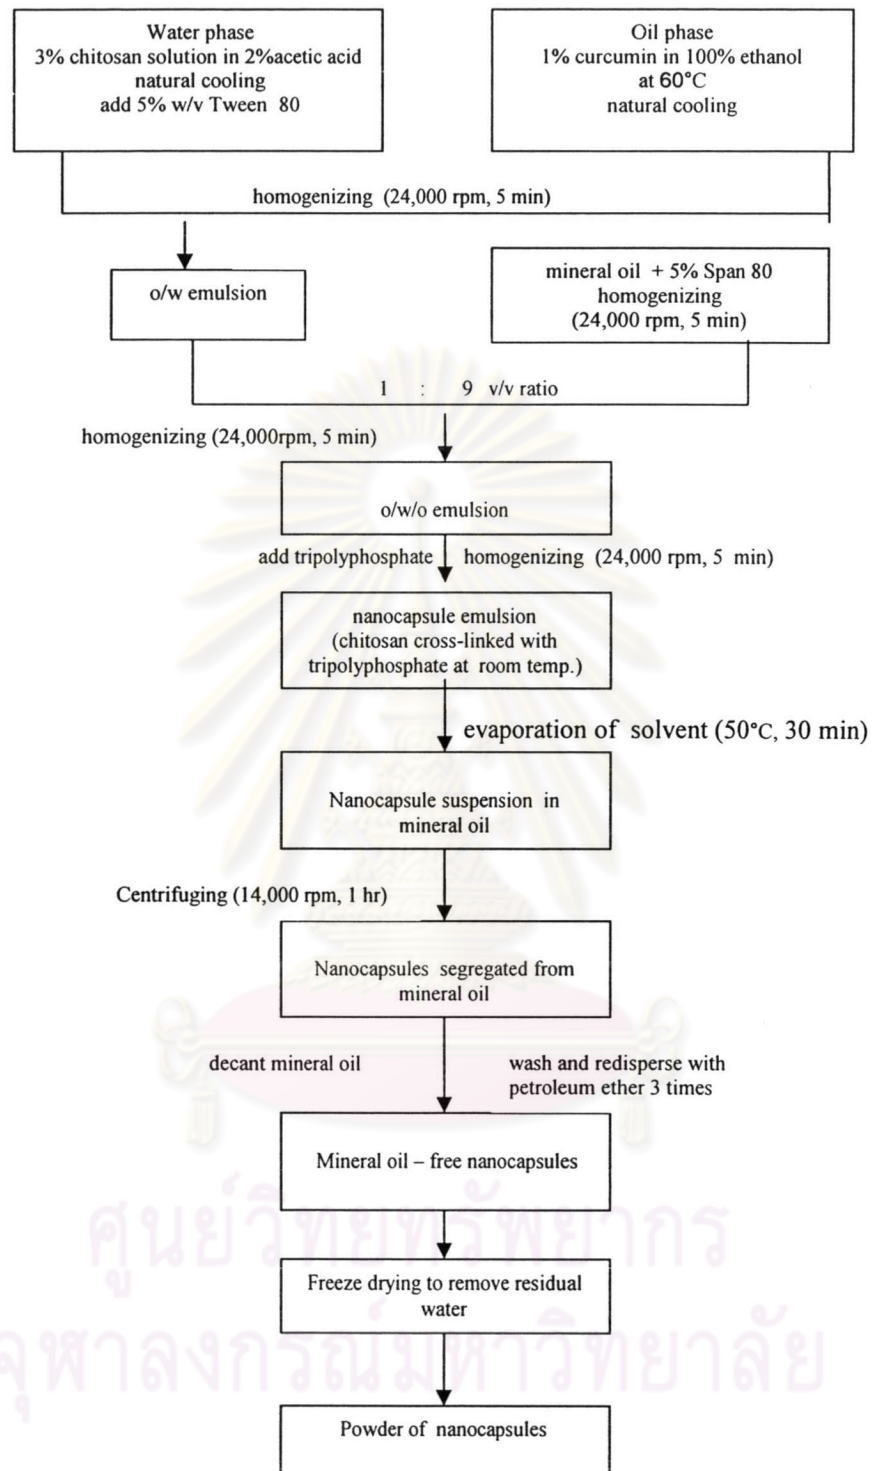 Water phase
3% chitosan solution in 2%acetic acid
natural cooling
add 5% w/v Tween 80
Oil phase
1% curcumin in 100% ethanol
at 60°C
natural cooling
homogenizing (24,000 rpm, 5 min)
o/w emulsion
mineral oil + 5% Span 80
homogenizing
(24,000 rpm, 5 min)
1 : 9 v/v ratio
homogenizing (24,000rpm, 5 min)
o/w/o emulsion
add tripolyphosphate
homogenizing (24,000 rpm, 5 min)
nanocapsule emulsion
(chitosan cross-linked with
tripolyphosphate at room temp.)
evaporation of solvent (50°C, 30 min)
Nanocapsule suspension in
mineral oil
Centrifuging (14,000 rpm, 1 hr)
Nanocapsules segregated from
mineral oil
decant mineral oil
wash and redisperse with
petroleum ether 3 times
Mineral oil – free nanocapsules
Freeze drying to remove residual
water
Powder of nanocapsules
ศูนย์วิทยทรัพยากร
จุฬาลงกรณ์มหาวิทยาลัย